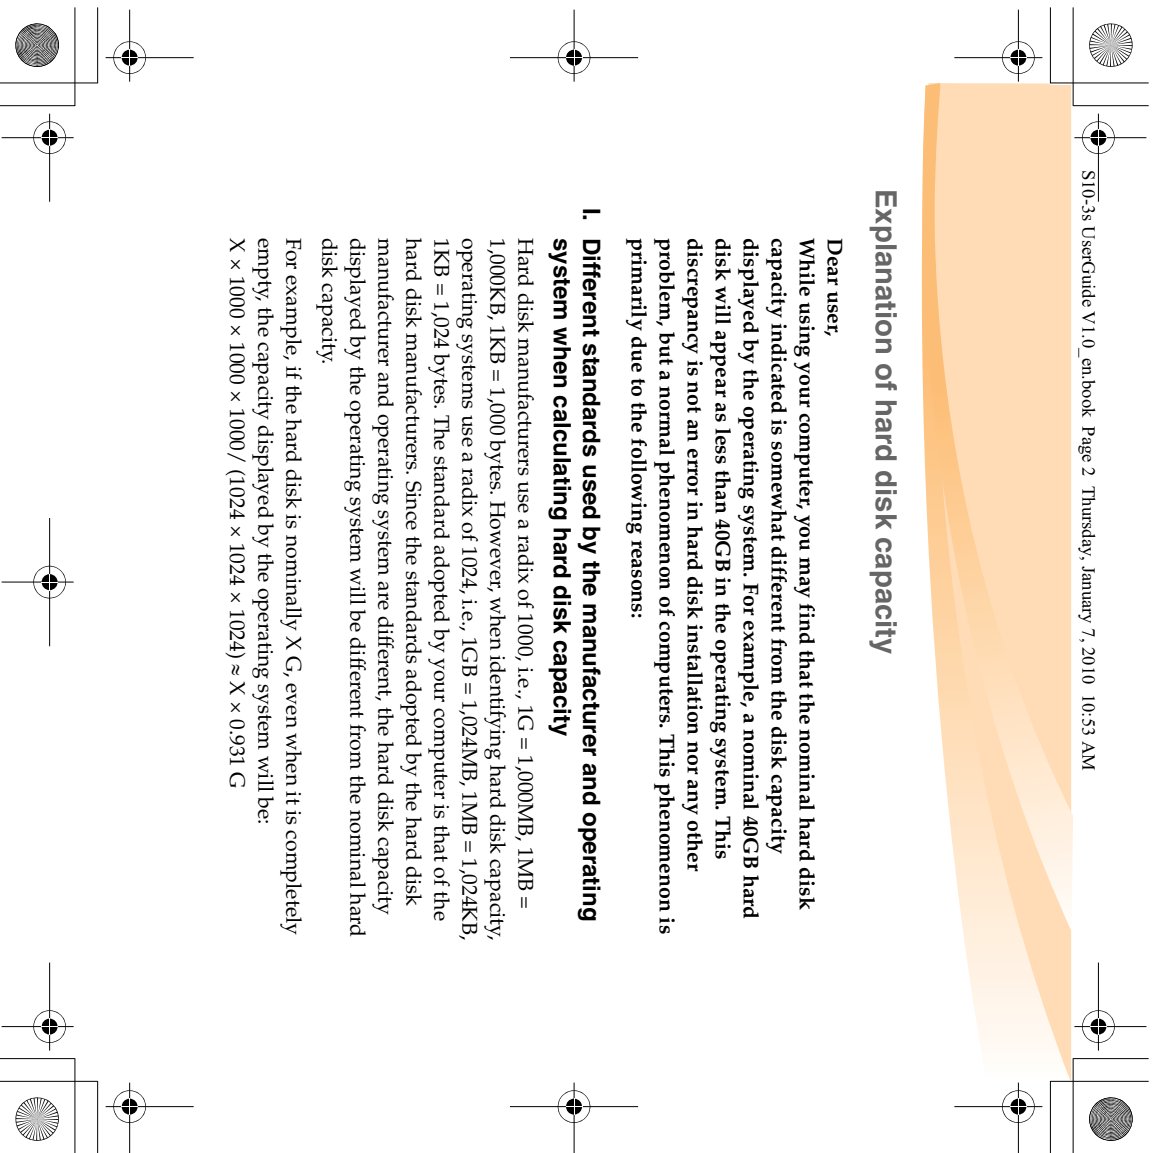 S10-3s UserGuide V1.0_en.book  Page 2  Thursday, January 7, 2010  10:53 AM
Explanation of hard disk capacity
Dear user,
While using your computer, you may find that the nominal hard disk
capacity indicated is somewhat different from the disk capacity
displayed by the operating system. For example, a nominal 40GB hard
disk will appear as less than 40GB in the operating system. This
discrepancy is not an error in hard disk installation nor any other
problem, but a normal phenomenon of computers. This phenomenon is
primarily due to the following reasons:
I. Different standards used by the manufacturer and operating
system when calculating hard disk capacity
Hard disk manufacturers use a radix of 1000, i.e., 1G = 1,000MB, 1MB =
1,000KB, 1KB = 1,000 bytes. However, when identifying hard disk capacity,
operating systems use a radix of 1024, i.e., 1GB = 1,024MB, 1MB = 1,024KB,
1KB = 1,024 bytes. The standard adopted by your computer is that of the
hard disk manufacturers. Since the standards adopted by the hard disk
manufacturer and operating system are different, the hard disk capacity
displayed by the operating system will be different from the nominal hard
disk capacity.
For example, if the hard disk is nominally X G, even when it is completely
empty, the capacity displayed by the operating system will be:
X × 1000 × 1000 × 1000/ (1024 × 1024 × 1024) ≈ X × 0.931 G